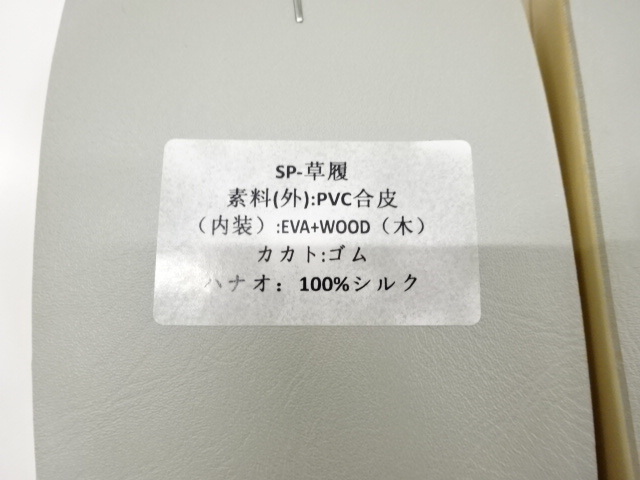 SP-草履
素料(外):PVC合皮
（内装）:EVA+WOOD（木）
カカト:ゴム
ハナオ：100%シルク